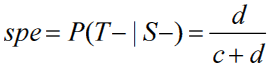 spe = P(T− | S−) = d / (c + d)